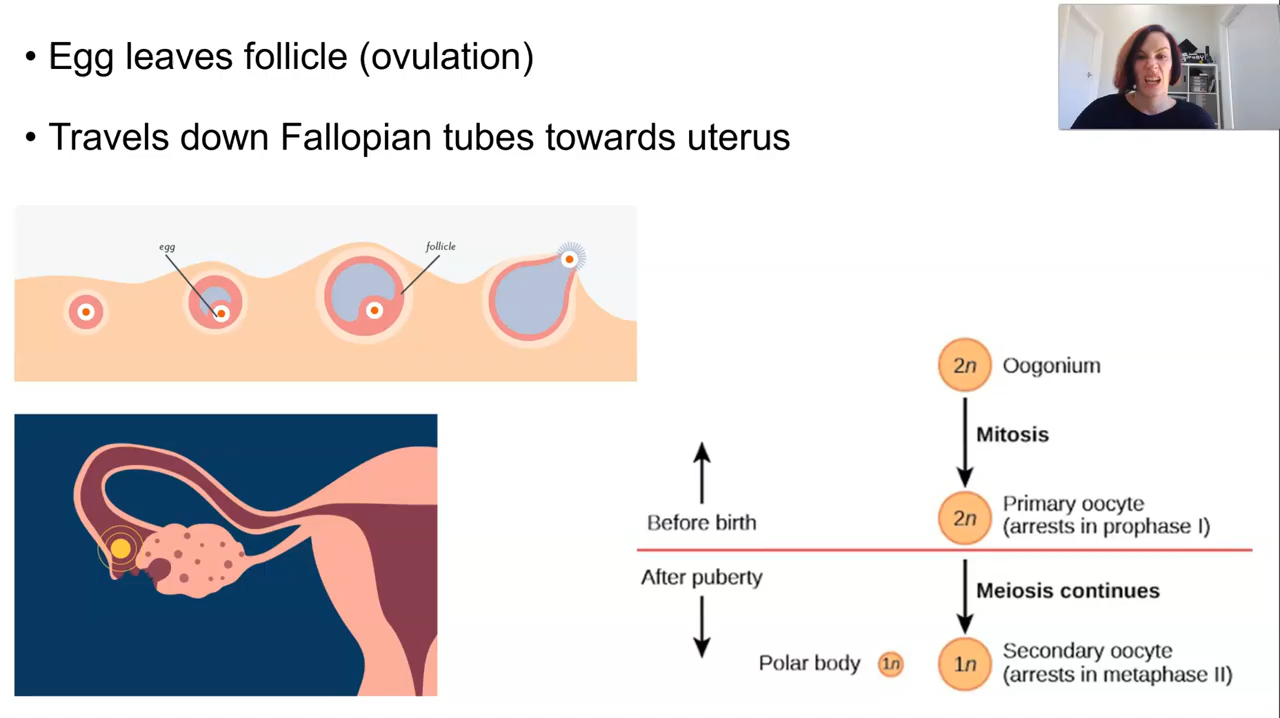 • Egg leaves follicle (ovulation)
• Travels down Fallopian tubes towards uterus
egg
follicle
2n Oogonium
Mitosis
Before birth
2n Primary oocyte
(arrests in prophase I)
After puberty
Meiosis continues
Polar body 1n
1n Secondary oocyte
(arrests in metaphase II)